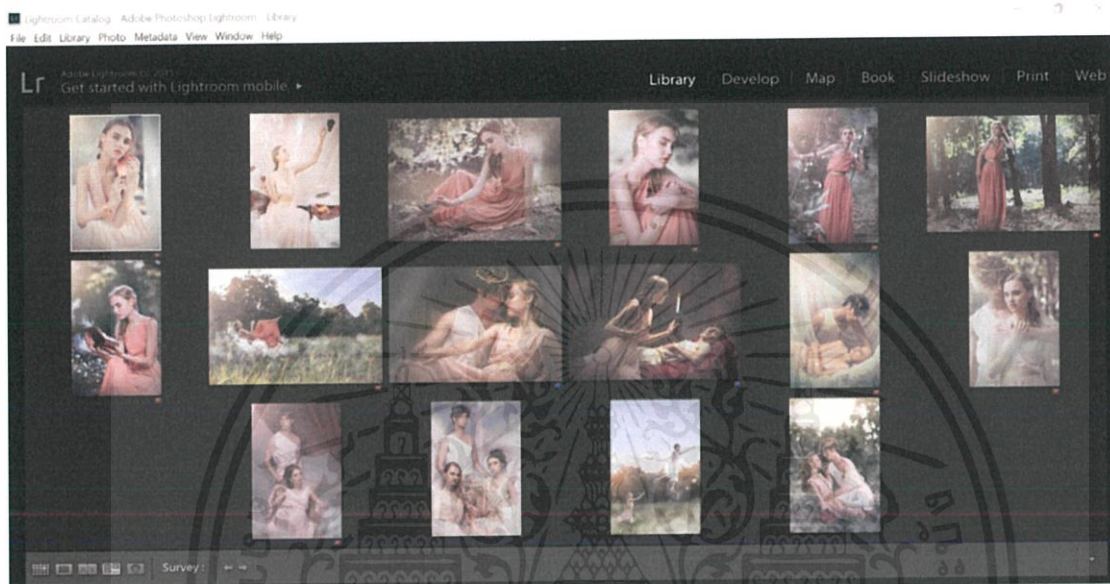 Lightroom Catalog Adobe Photoshop Lightroom Library
File Edit Library Photo Metadata View Window Help
Lr
Get started with Lightroom mobile
Library Develop Map Book Slideshow Print Web
Survey :